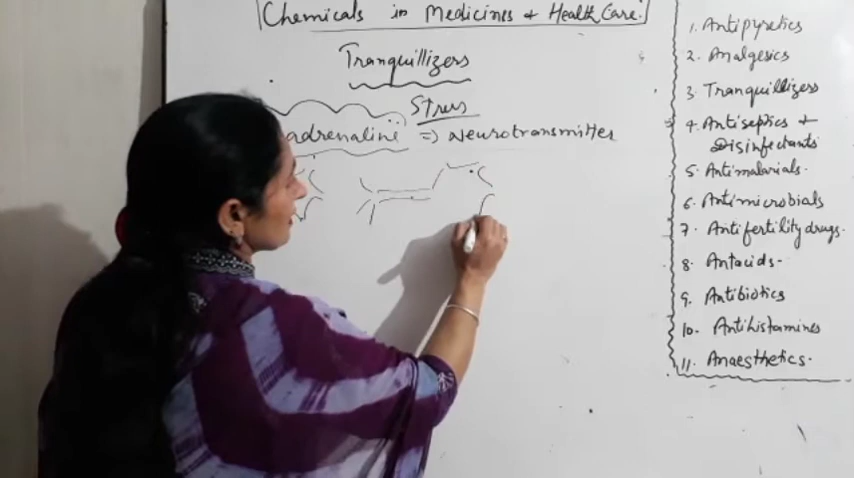 Chemicals in Medicines & Health Care.
Tranquillizers
Stress
adrenaline => Neurotransmitter
1. Antipyretics
2. Analgesics
3. Tranquillizers
4. Antiseptics +
Disinfectants
5. Antimalarials.
6. Antimicrobials
7. Antifertility drugs.
8. Antacids.
9. Antibiotics
10. Antihistamines
11. Anaesthetics.